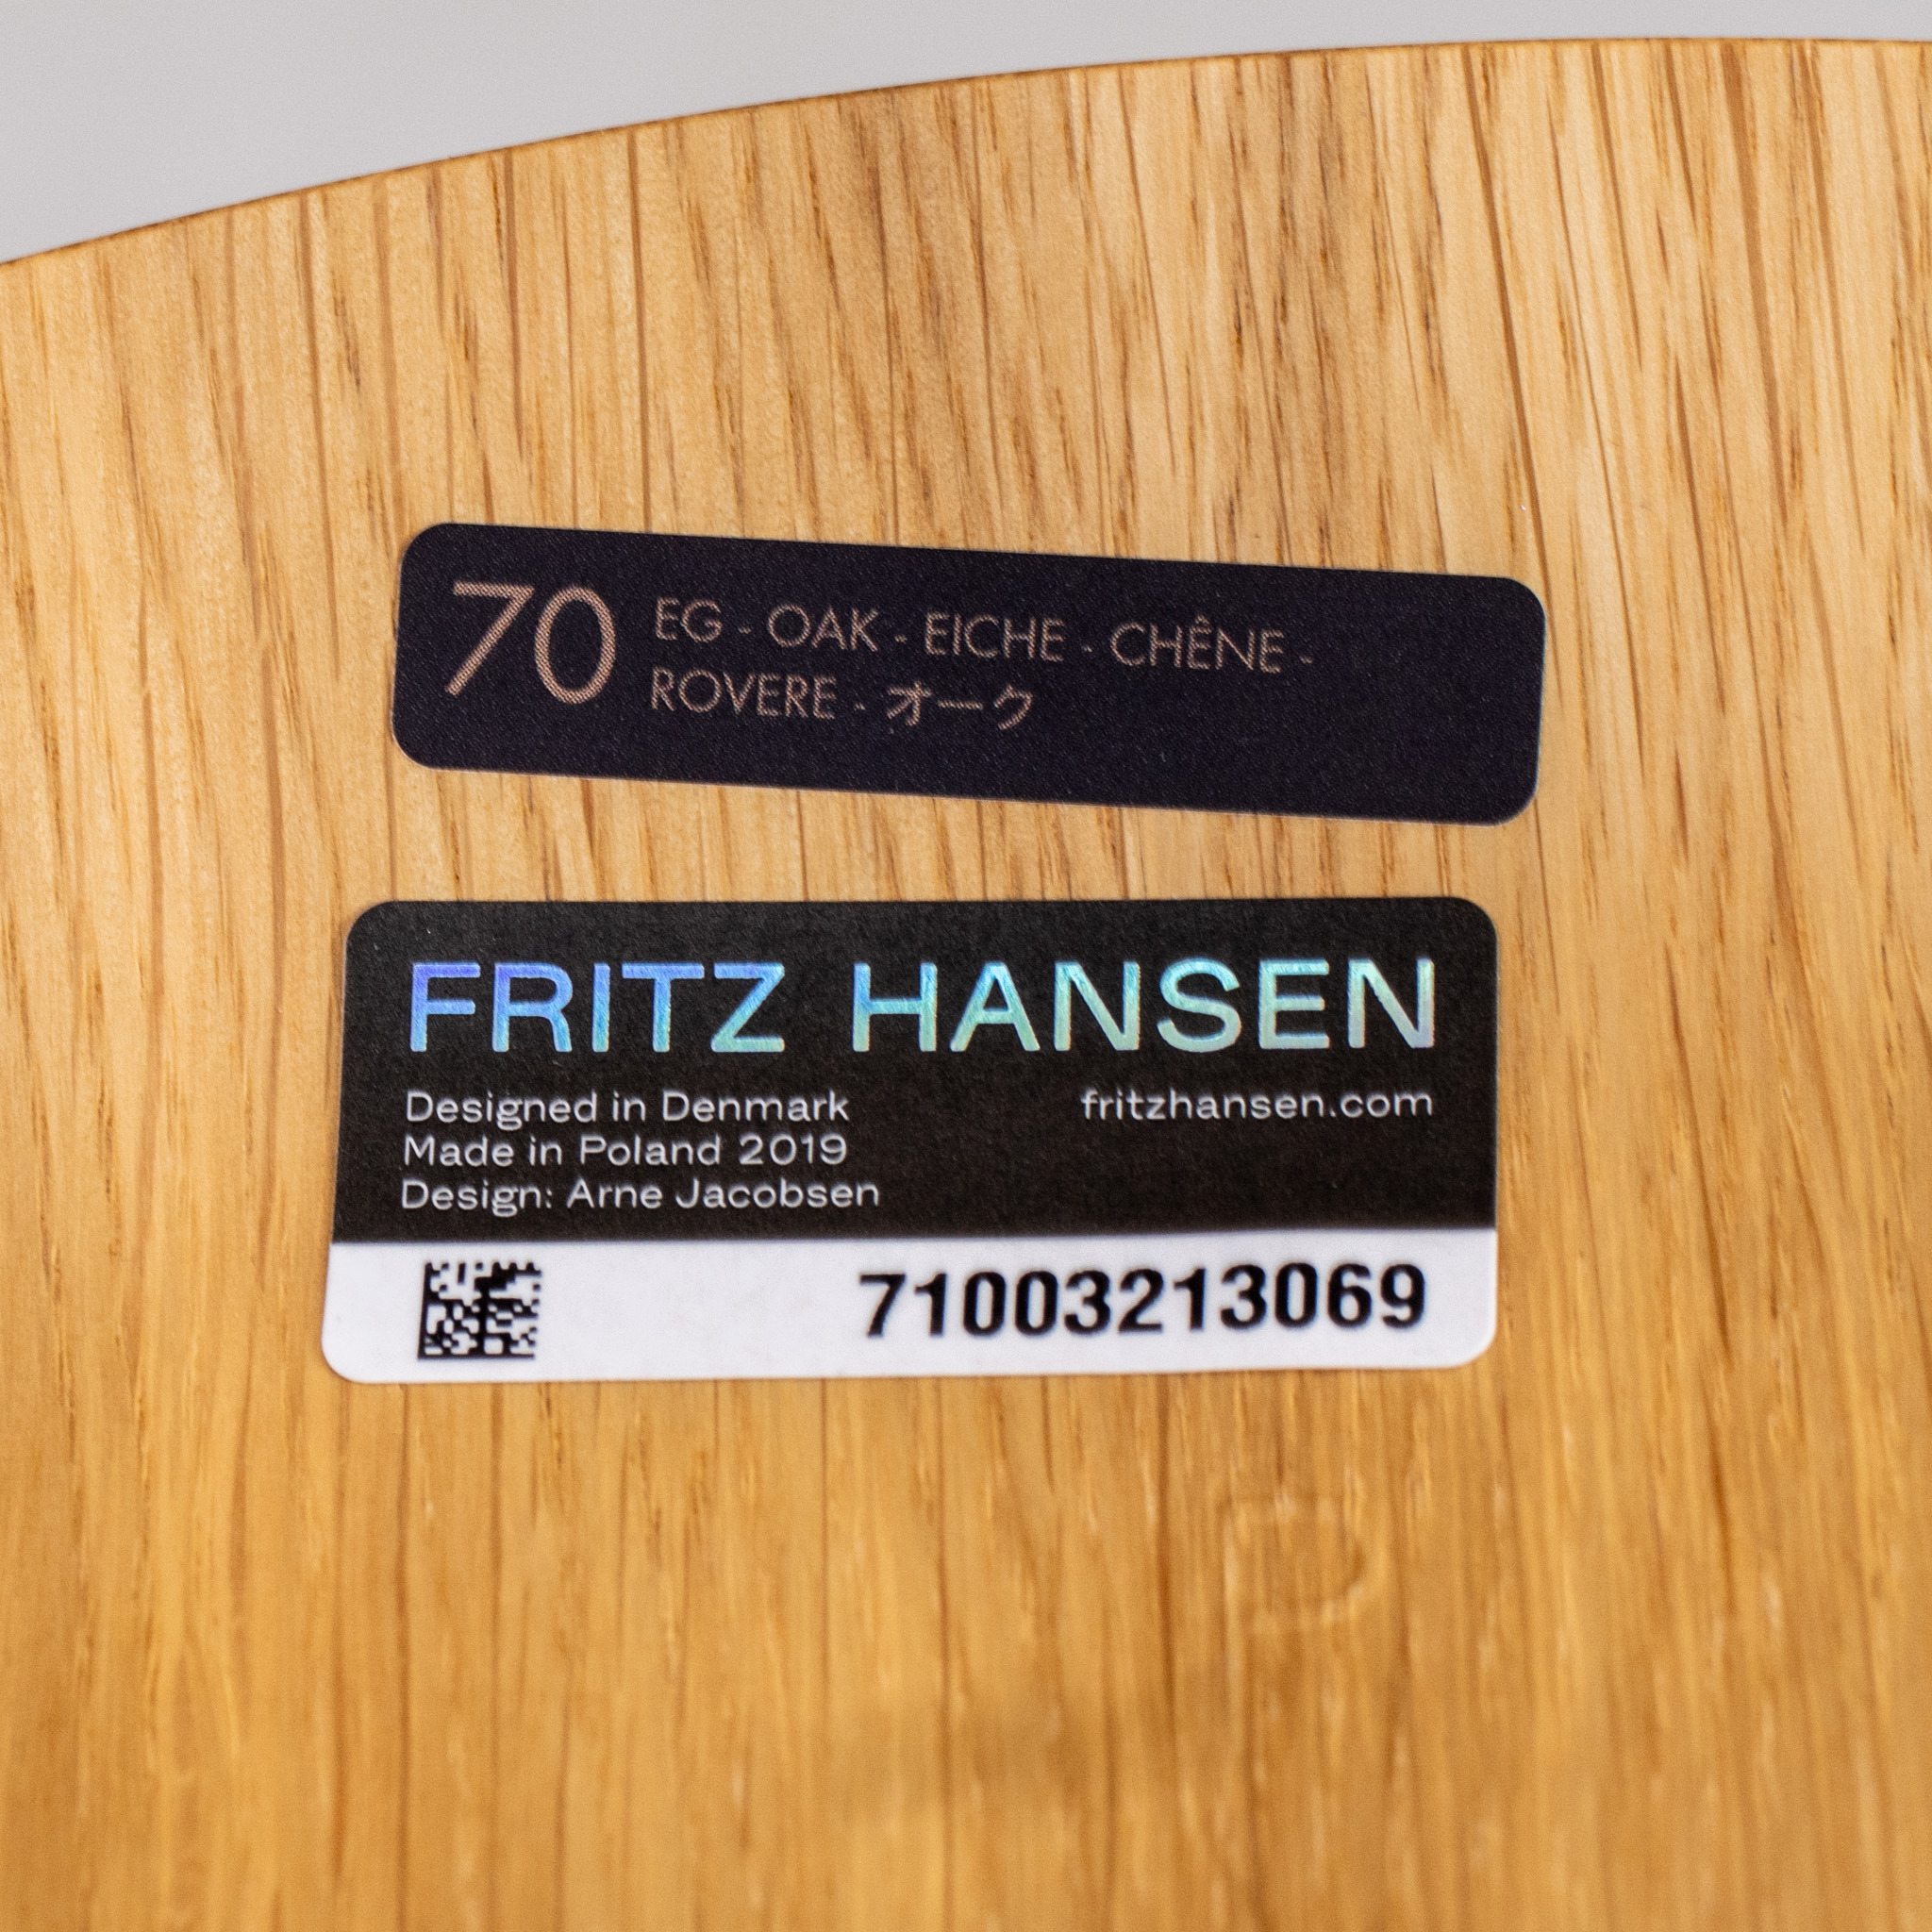 70
EG - OAK - EICHE - CHÊNE -
ROVERE - オーク
FRITZ HANSEN
Designed in Denmark
fritzhansen.com
Made in Poland 2019
Design: Arne Jacobsen
71003213069